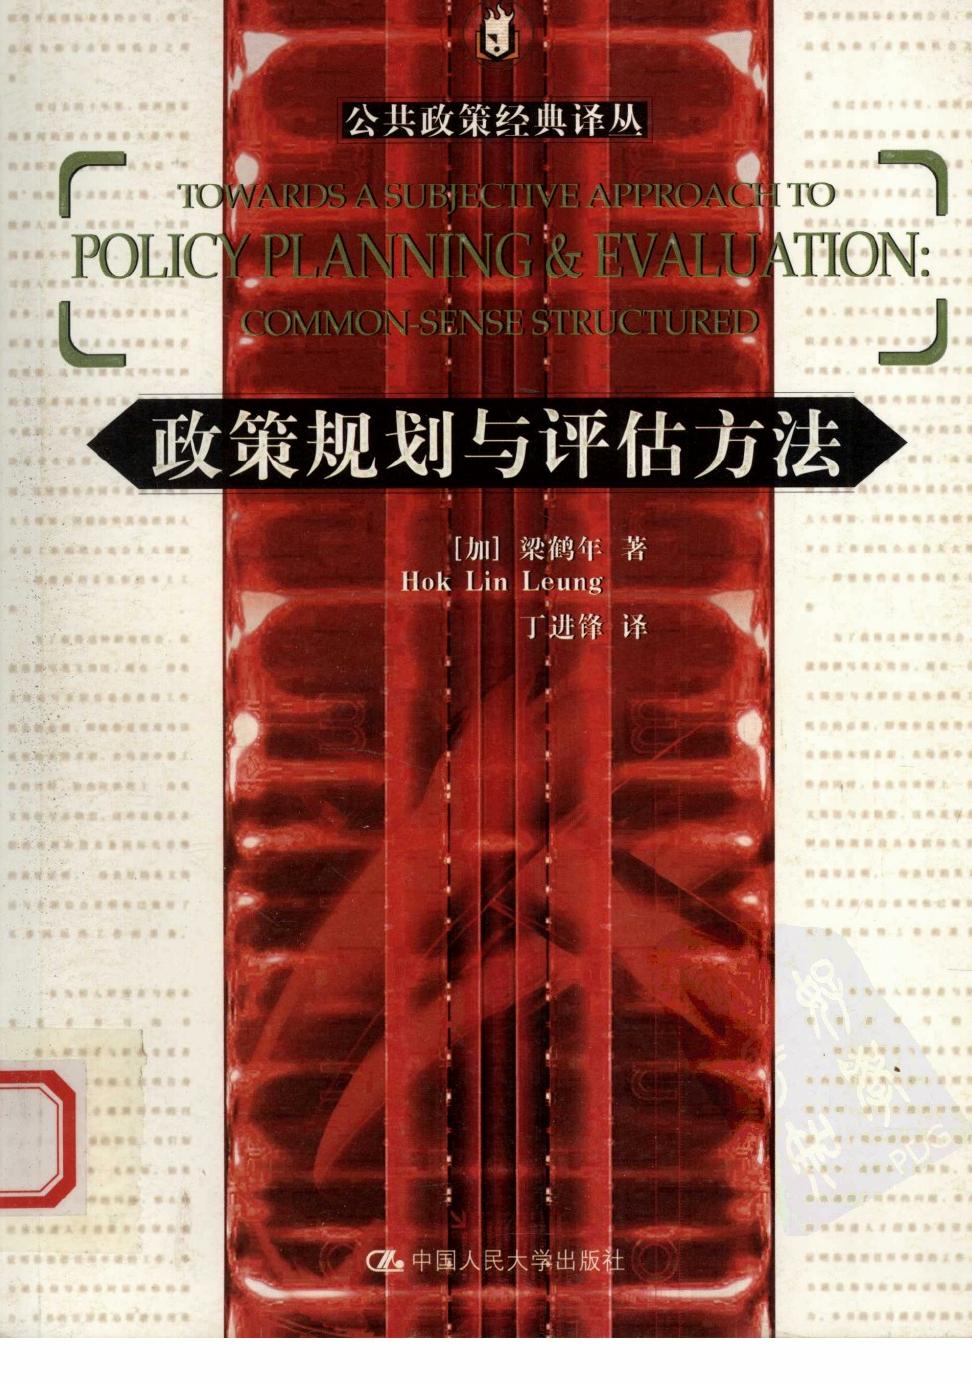 公共政策经典译丛
TOWARDS A SUBJECTIVE APPROACH TO
POLICY PLANNING & EVALUATION:
COMMON-SENSE STRUCTURED
政策规划与评估方法
[加] 梁鹤年 著
Hok Lin Leung
丁进锋 译
PDG
中国人民大学出版社